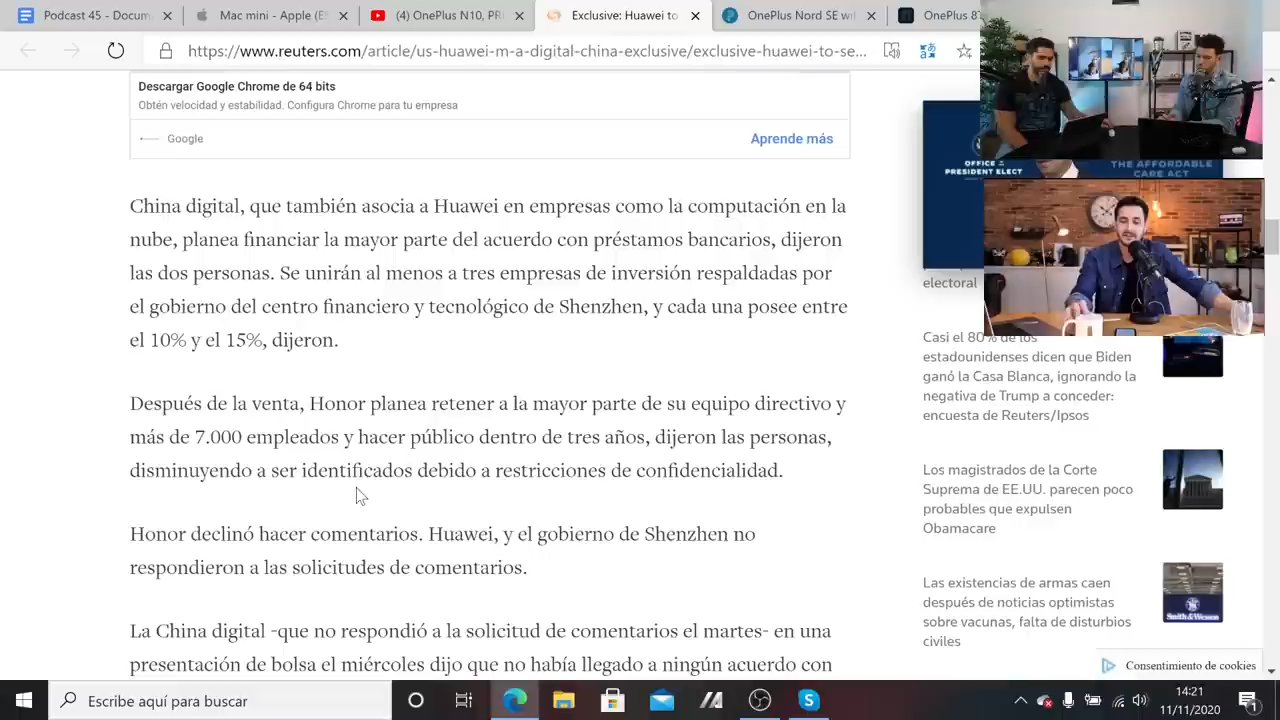 45 podcast - Docum
Mac mini - Apple (ES
(4) OnePlus N10, PRI
Exclusive: Huawei to
OnePlus Nord SE wi
OnePlus 8T
https://www.reuters.com/article/us-huawei-m-a-digital-china-exclusive/exclusive-huawei-to-se...
Descargar Google Chrome de 64 bits
Obtén velocidad y estabilidad. Configura Chrome para tu empresa
Google
Aprende más
China digital, que también asocia a Huawei en empresas como la computación en la
nube, planea financiar la mayor parte del acuerdo con préstamos bancarios, dijeron
las dos personas. Se unirán al menos a tres empresas de inversión respaldadas por
el gobierno del centro financiero y tecnológico de Shenzhen, y cada una posee entre
el 10% y el 15%, dijeron.
Después de la venta, Honor planea retener a la mayor parte de su equipo directivo y
más de 7.000 empleados y hacer público dentro de tres años, dijeron las personas,
disminuyendo a ser identificados debido a restricciones de confidencialidad.
Honor declinó hacer comentarios. Huawei, y el gobierno de Shenzhen no
respondieron a las solicitudes de comentarios.
La China digital -que no respondió a la solicitud de comentarios el martes- en una
presentación de bolsa el miércoles dijo que no había llegado a ningún acuerdo con
OFFICE of the
PRESIDENT ELECT
THE AFFORDABLE
CARE ACT
electoral
Casi el 80% de los
estadounidenses dicen que Biden
ganó la Casa Blanca, ignorando la
negativa de Trump a conceder:
encuesta de Reuters/Ipsos
Los magistrados de la Corte
Suprema de EE.UU. parecen poco
probables que expulsen
Obamacare
Las existencias de armas caen
después de noticias optimistas
sobre vacunas, falta de disturbios
civiles
Smith & Wesson
Consentimiento de cookies
Escribe aquí para buscar
14:21
11/11/2020
1